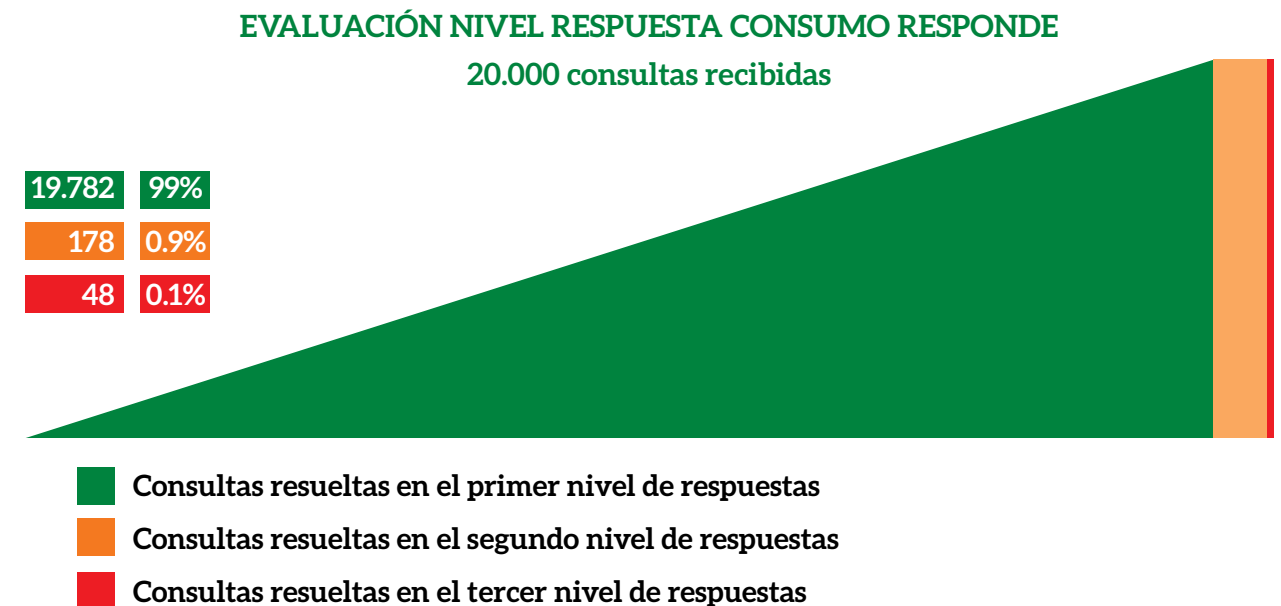 EVALUACIÓN NIVEL RESPUESTA CONSUMO RESPONDE
20.000 consultas recibidas
19.782 99%
178 0.9%
48 0.1%
Consultas resueltas en el primer nivel de respuestas
Consultas resueltas en el segundo nivel de respuestas
Consultas resueltas en el tercer nivel de respuestas